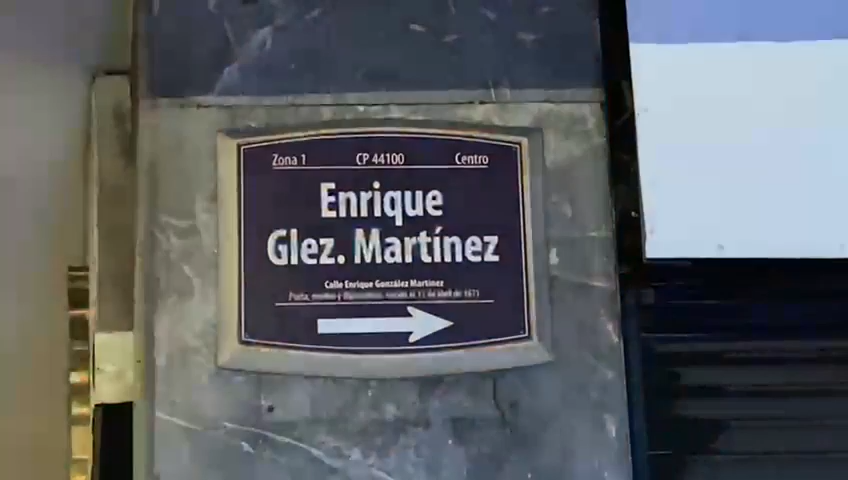 Zona 1 CP 44100 Centro
Enrique
Glez. Martínez
Calle Enrique González Martínez
Poeta, médico y diplomático, nacido el 13 de abril de 1871